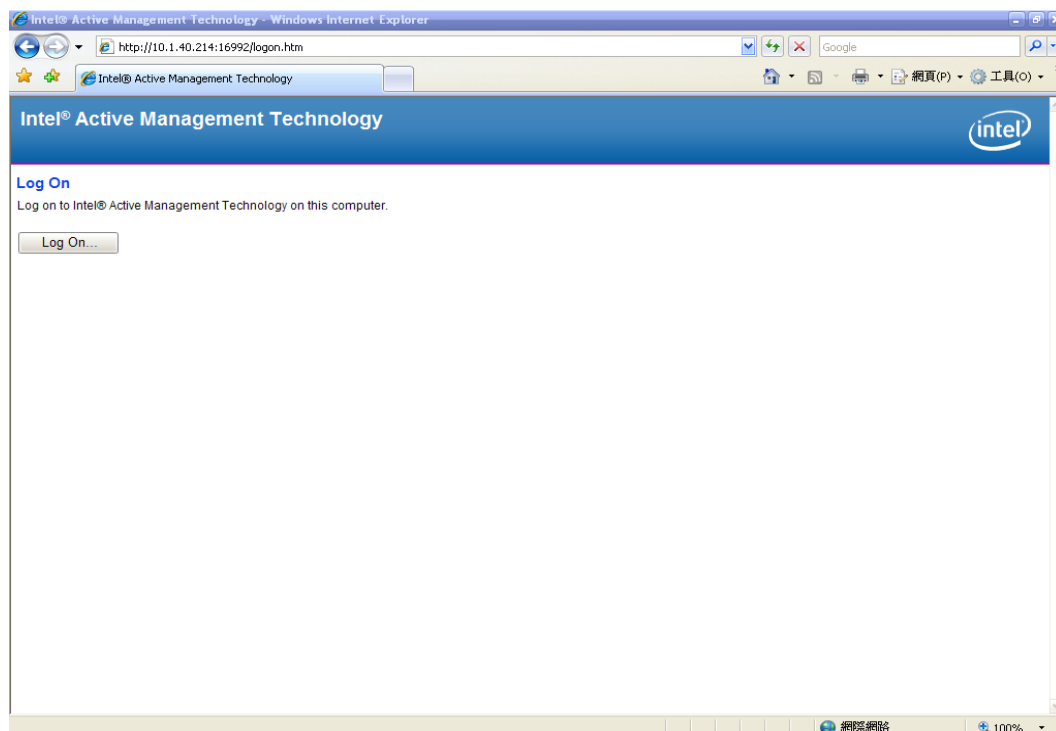 Intel® Active Management Technology - Windows Internet Explorer
http://10.1.40.214:16992/logon.htm
Google
Intel® Active Management Technology
網頁(P)
工具(O)
Intel® Active Management Technology
intel
Log On
Log on to Intel® Active Management Technology on this computer.
Log On...
網際網路
100%